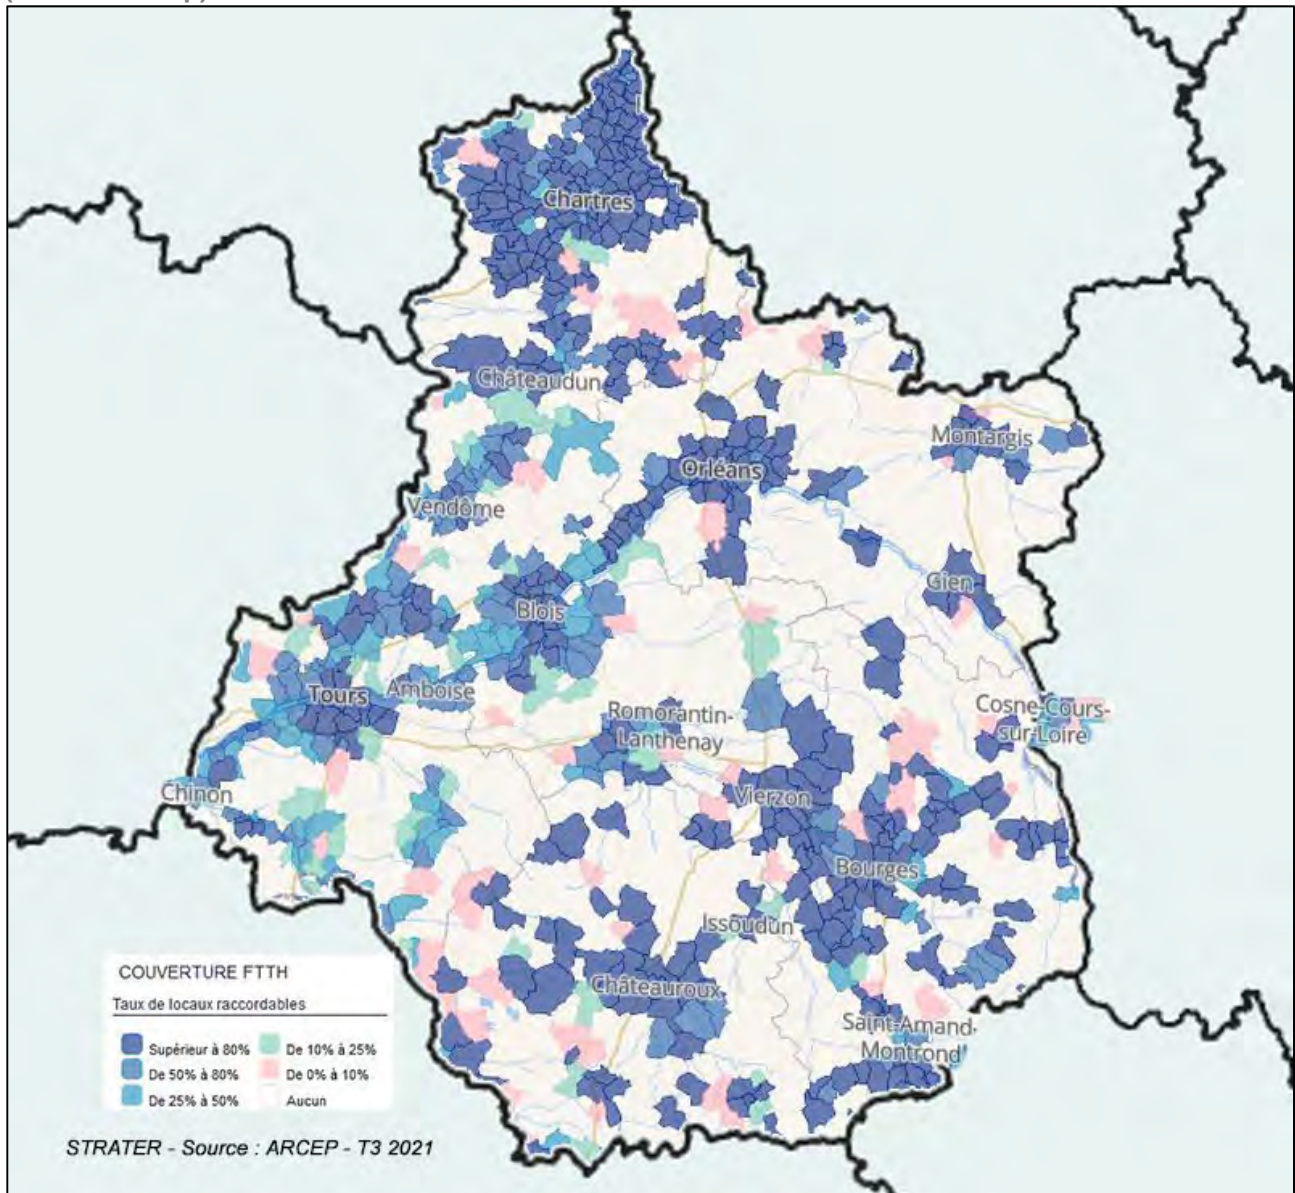 Chartres
Châteaudun
Montargis
Orléans
Vendôme
Gien
Blois
Tours
Amboise
Cosne-Cours-
sur-Loire
Romorantin-
Lanthenay
Chinon
Vierzon
Bourges
Issoudun
Châteauroux
Saint-Amand-
Montrond
COUVERTURE FTTH
Taux de locaux raccordables
Supérieur à 80% De 10% à 25%
De 50% à 80% De 0% à 10%
De 25% à 50% Aucun
STRATER - Source : ARCEP - T3 2021